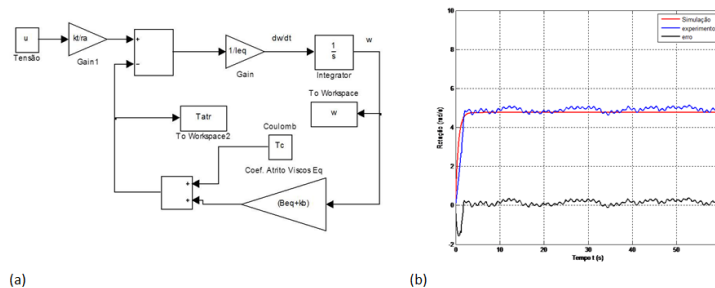 u
Tensão
kt/ra
Gain1
+
−
1/Ieq
Gain
dw/dt
1
s
Integrator
w
To Workspace
w
Tatr
To Workspace2
Coulomb
Tc
Coef. Atrito Viscos Eq
+
+
(Beq+kb)
(a)
10
8
6
4
2
0
-2
0
10
20
30
40
50
Rotação (rad/s)
Tempo t (s)
Simulação
experimento
erro
(b)